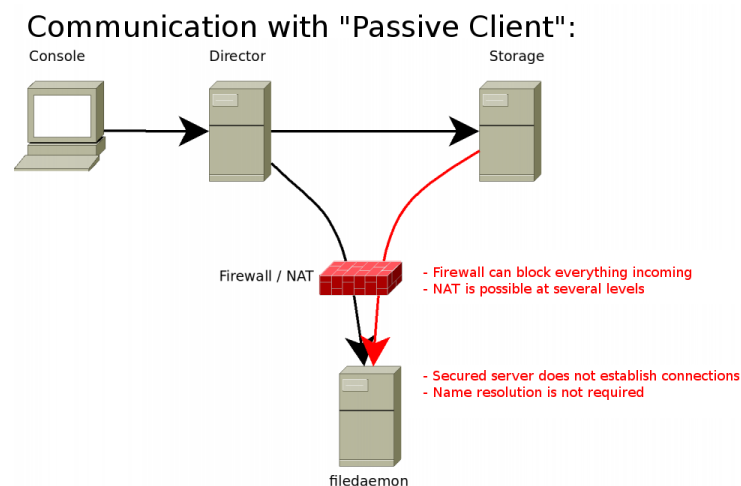 Communication with "Passive Client":
Console
Director
Storage
Firewall / NAT
- Firewall can block everything incoming
- NAT is possible at several levels
- Secured server does not establish connections
- Name resolution is not required
filedaemon